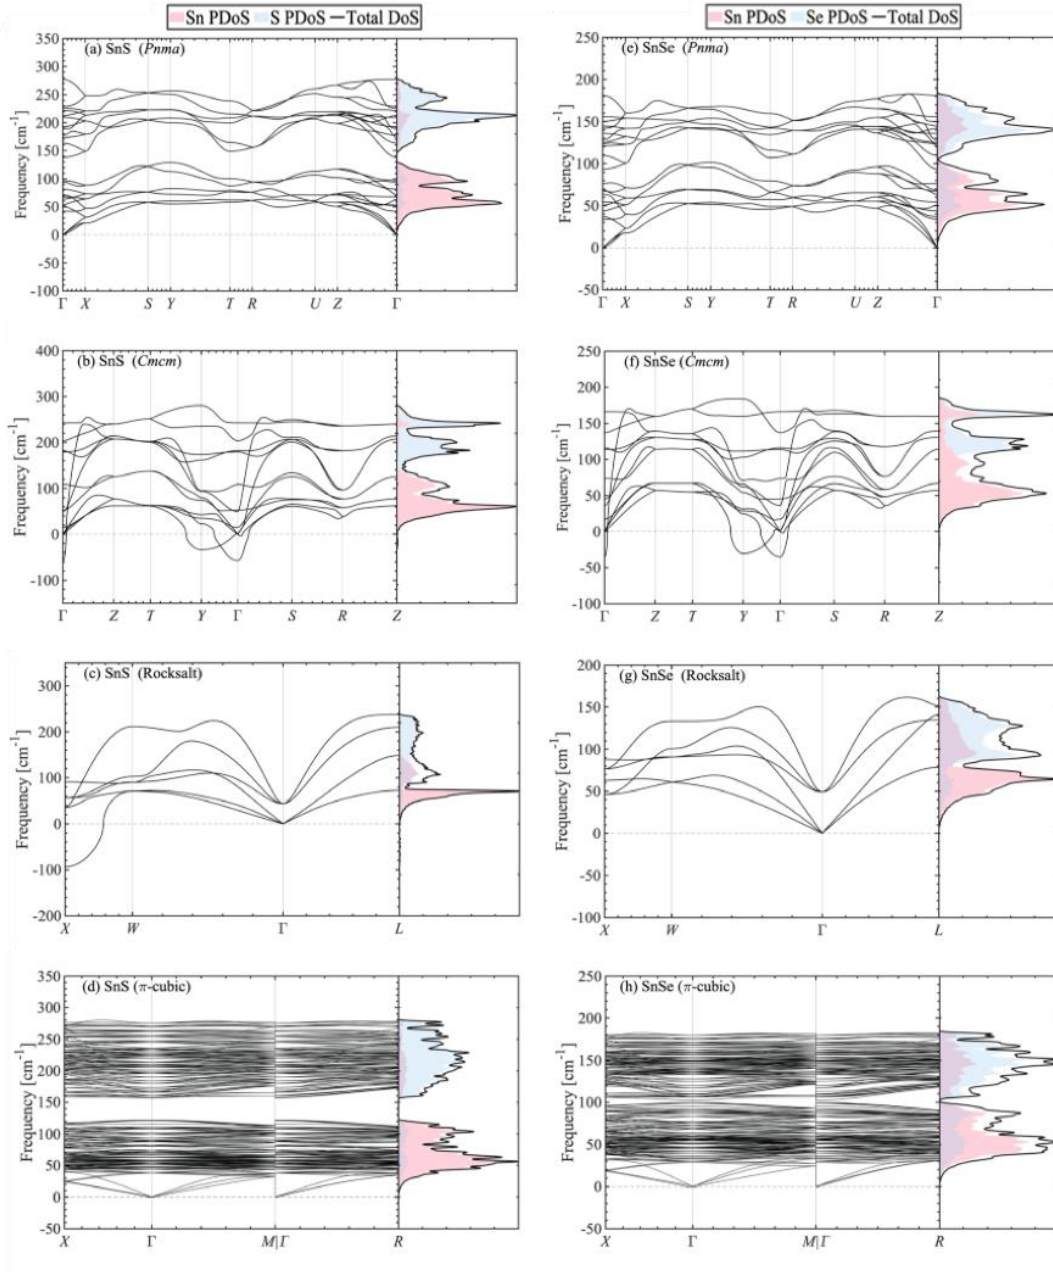 Sn PDoS S PDoS Total DoS
Sn PDoS Se PDoS Total DoS
(a) SnS (Pnma)
Frequency [cm-1]
350
300
250
200
150
100
50
0
-50
-100
Γ X S Y T R U Z Γ
(e) SnSe (Pnma)
Frequency [cm-1]
250
200
150
100
50
0
-50
Γ X S Y T R U Z Γ
(b) SnS (Cmcm)
Frequency [cm-1]
400
300
200
100
0
-100
Γ Z T Y Γ S R Z
(f) SnSe (Cmcm)
Frequency [cm-1]
250
200
150
100
50
0
-50
-100
Γ Z T Y Γ S R Z
(c) SnS (Rocksalt)
Frequency [cm-1]
300
200
100
0
-100
-200
X W Γ L
(g) SnSe (Rocksalt)
Frequency [cm-1]
200
150
100
50
0
-50
-100
X W Γ L
(d) SnS (π-cubic)
Frequency [cm-1]
350
300
250
200
150
100
50
0
-50
X Γ M|Γ R
(h) SnSe (π-cubic)
Frequency [cm-1]
250
200
150
100
50
0
-50
X Γ M|Γ R